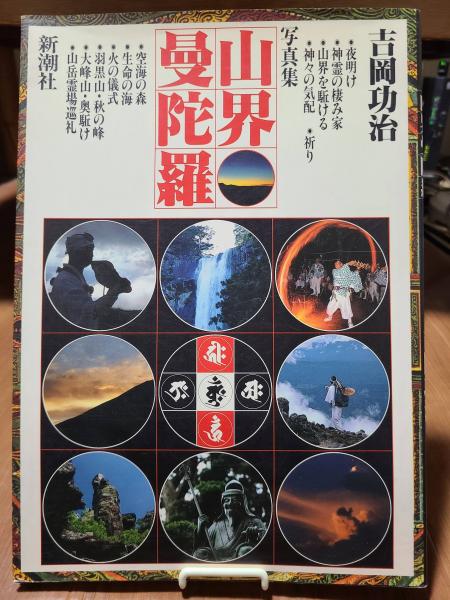 吉岡功治
●夜明け
●神霊の棲み家
●山界を駈ける
神々の気配 ●祈り
写真集
山界
曼陀羅
●空海の森
●生命の海
●火の儀式
●羽黒山・秋の峰
●大峰山・奥駈け
●山岳霊場巡礼
新潮社